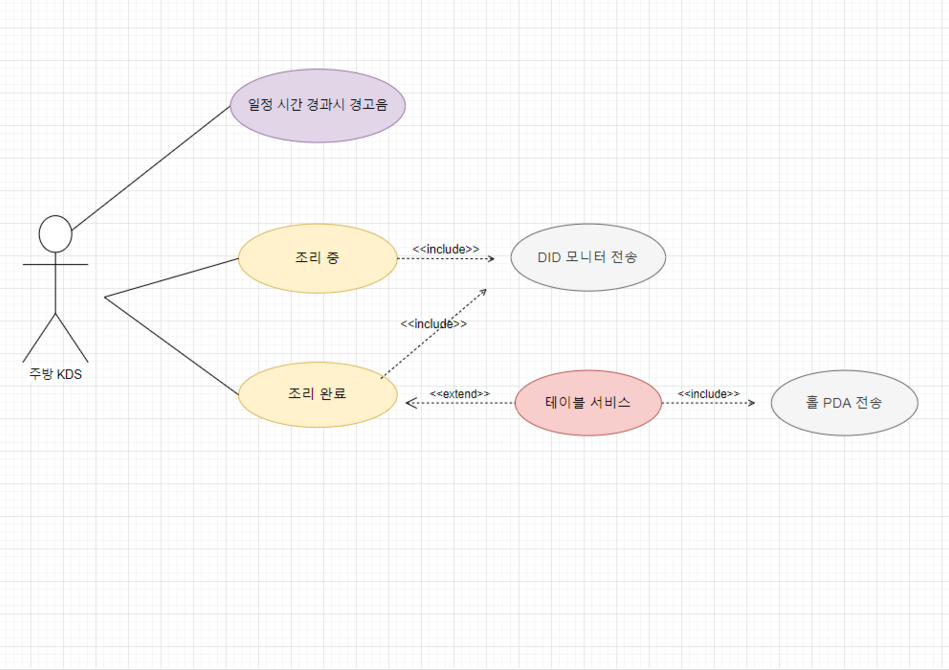 일정 시간 경과시 경고음
조리 중
<<include>>
DID 모니터 전송
<<include>>
주방 KDS
조리 완료
<<extend>>
테이블 서비스
<<include>>
홀 PDA 전송